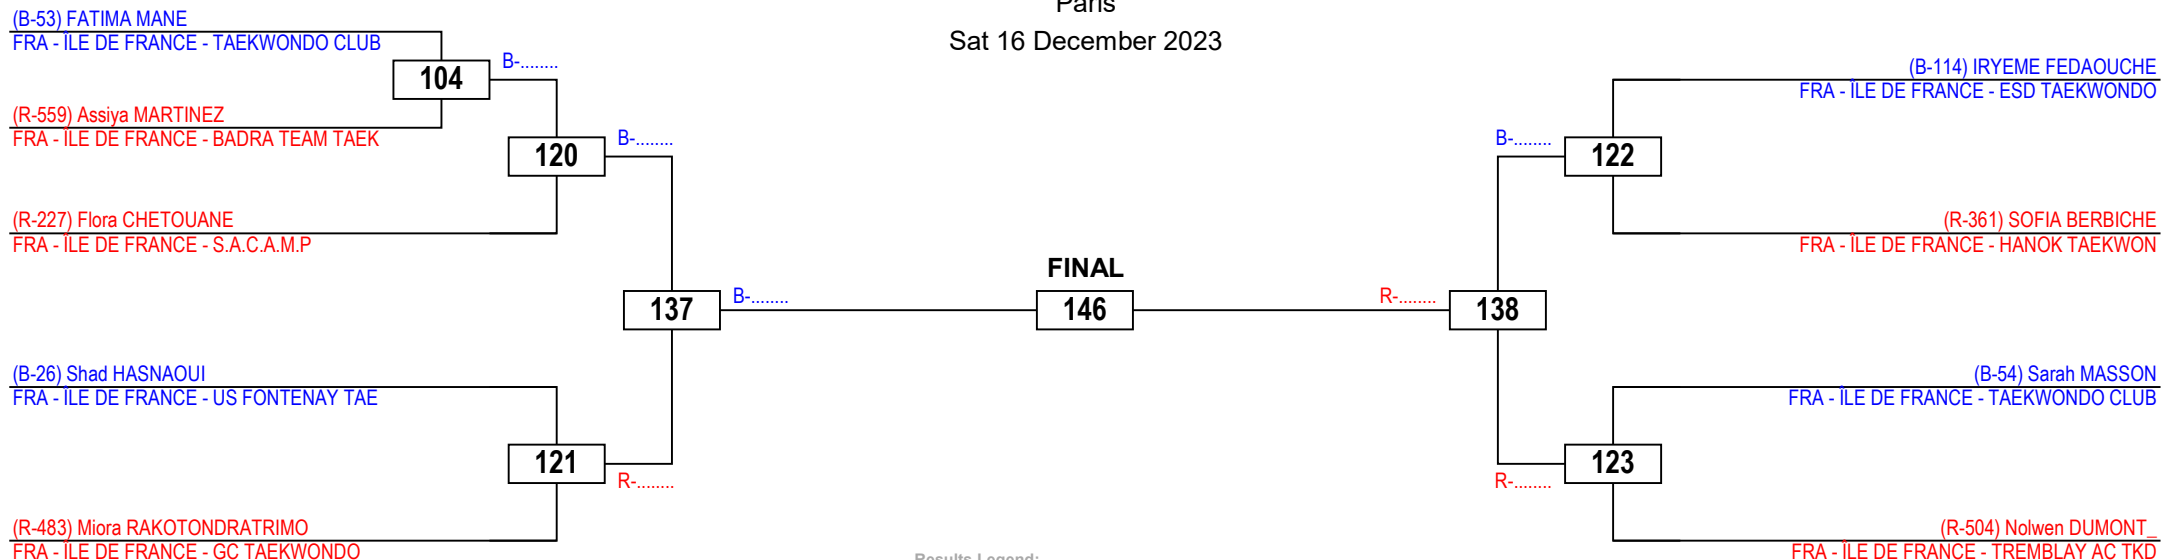 Paris
Sat 16 December 2023
(B-53) FATIMA MANE
FRA - ÎLE DE FRANCE - TAEKWONDO CLUB
104
B-........
(R-559) Assiya MARTINEZ
FRA - ÎLE DE FRANCE - BADRA TEAM TAEK
120
B-........
(R-227) Flora CHETOUANE
FRA - ÎLE DE FRANCE - S.A.C.A.M.P
137
B-........
(B-26) Shad HASNAOUI
FRA - ÎLE DE FRANCE - US FONTENAY TAE
121
R-........
(R-483) Miora RAKOTONDRATRIMO
FRA - ÎLE DE FRANCE - GC TAEKWONDO
FINAL
146
(B-114) IRYEME FEDAOUCHE
FRA - ÎLE DE FRANCE - ESD TAEKWONDO
B-........
122
(R-361) SOFIA BERBICHE
FRA - ÎLE DE FRANCE - HANOK TAEKWON
R-........
138
(B-54) Sarah MASSON
FRA - ÎLE DE FRANCE - TAEKWONDO CLUB
123
R-........
(R-504) Nolwen DUMONT_
FRA - ÎLE DE FRANCE - TREMBLAY AC TKD
Results Legend: